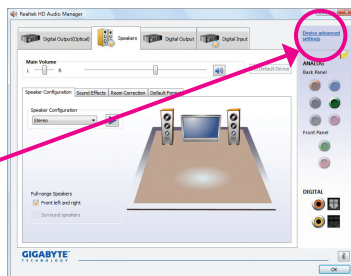 Realtek HD Audio Manager
Digital Output(Optical)
Speakers
Digital Output
Digital Input
Device advanced
settings
Main Volume
L
R
Set Default Device
ANALOG
Back Panel
Speaker Configuration
Sound Effects
Room Correction
Default Format
Speaker Configuration
Stereo
Front Panel
Full-range Speakers
Front left and right
Surround speakers
DIGITAL
GIGABYTE
TECHNOLOGY
OK